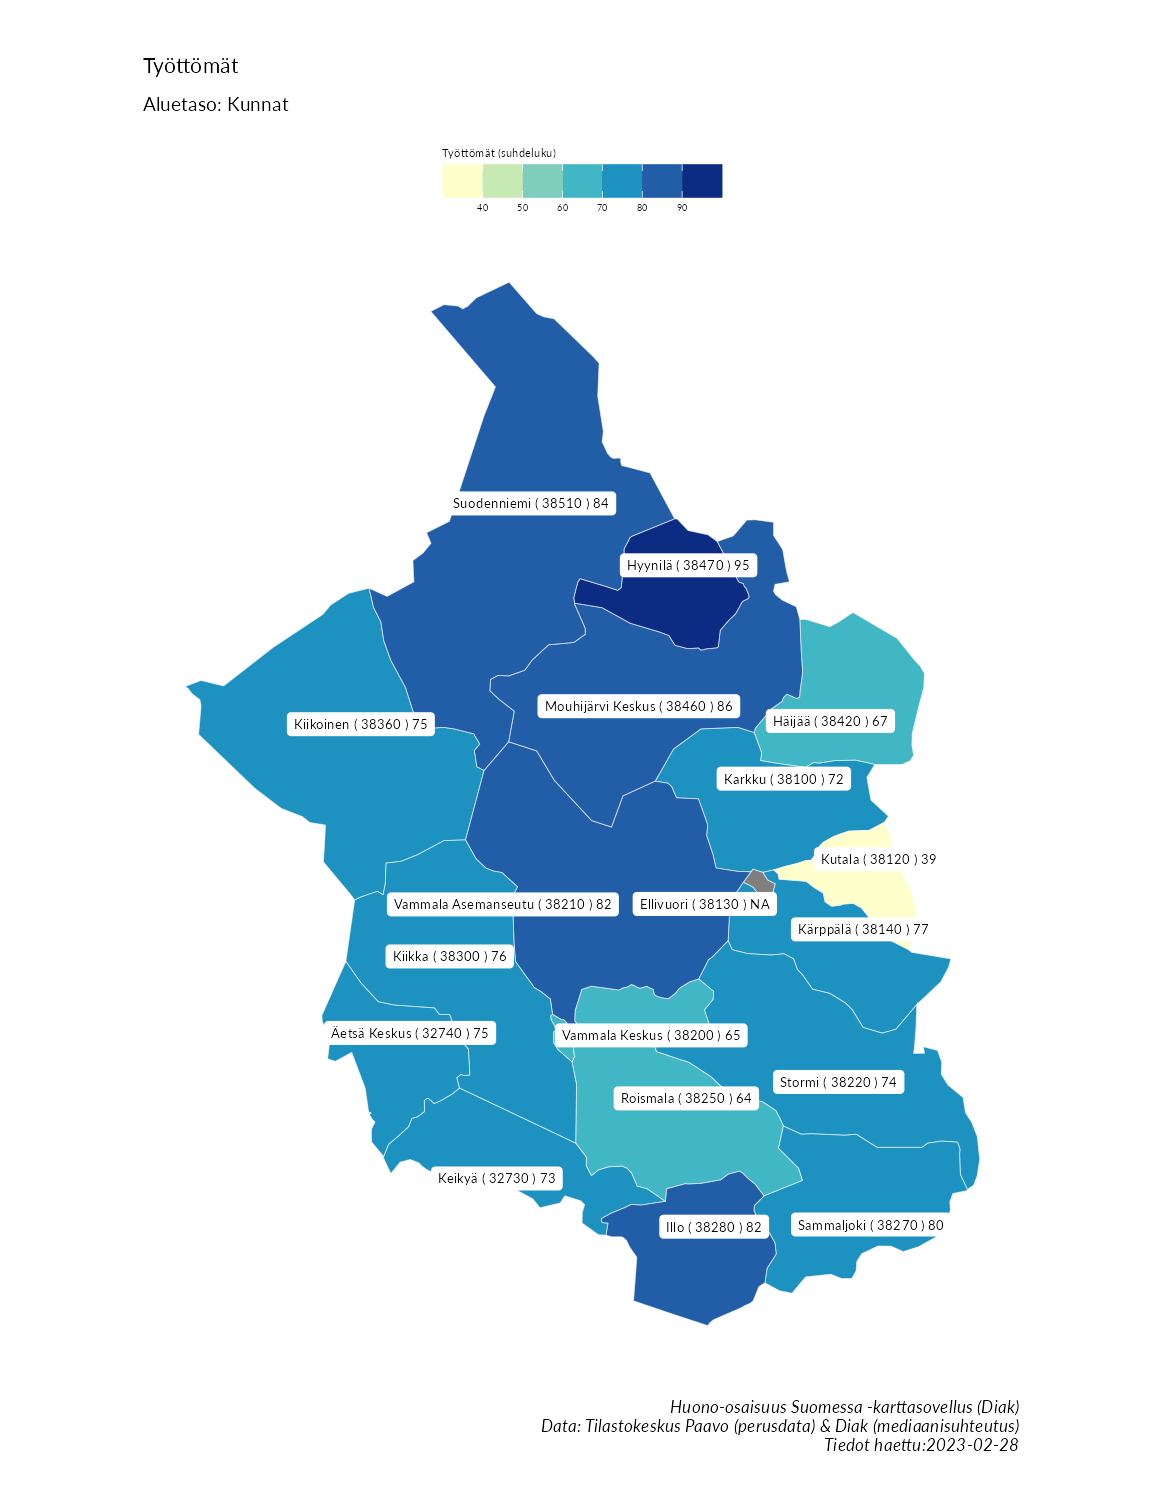 Työttömät
Aluetaso: Kunnat
Työttömät (suhdeluku)
40 50 60 70 80 90
Suodenniemi ( 38510 ) 84
Hyynilä ( 38470 ) 95
Mouhijärvi Keskus ( 38460 ) 86
Häijää ( 38420 ) 67
Kiikoinen ( 38360 ) 75
Karkku ( 38100 ) 72
Kutala ( 38120 ) 39
Vammala Asemanseutu ( 38210 ) 82
Ellivuori ( 38130 ) NA
Kärppälä ( 38140 ) 77
Kiikka ( 38300 ) 76
Äetsä Keskus ( 32740 ) 75
Vammala Keskus ( 38200 ) 65
Stormi ( 38220 ) 74
Roismala ( 38250 ) 64
Keikyä ( 32730 ) 73
Illo ( 38280 ) 82
Sammaljoki ( 38270 ) 80
Huono-osaisuus Suomessa -karttasovellus (Diak)
Data: Tilastokeskus Paavo (perusdata) & Diak (mediaanisuhteutus)
Tiedot haettu:2023-02-28